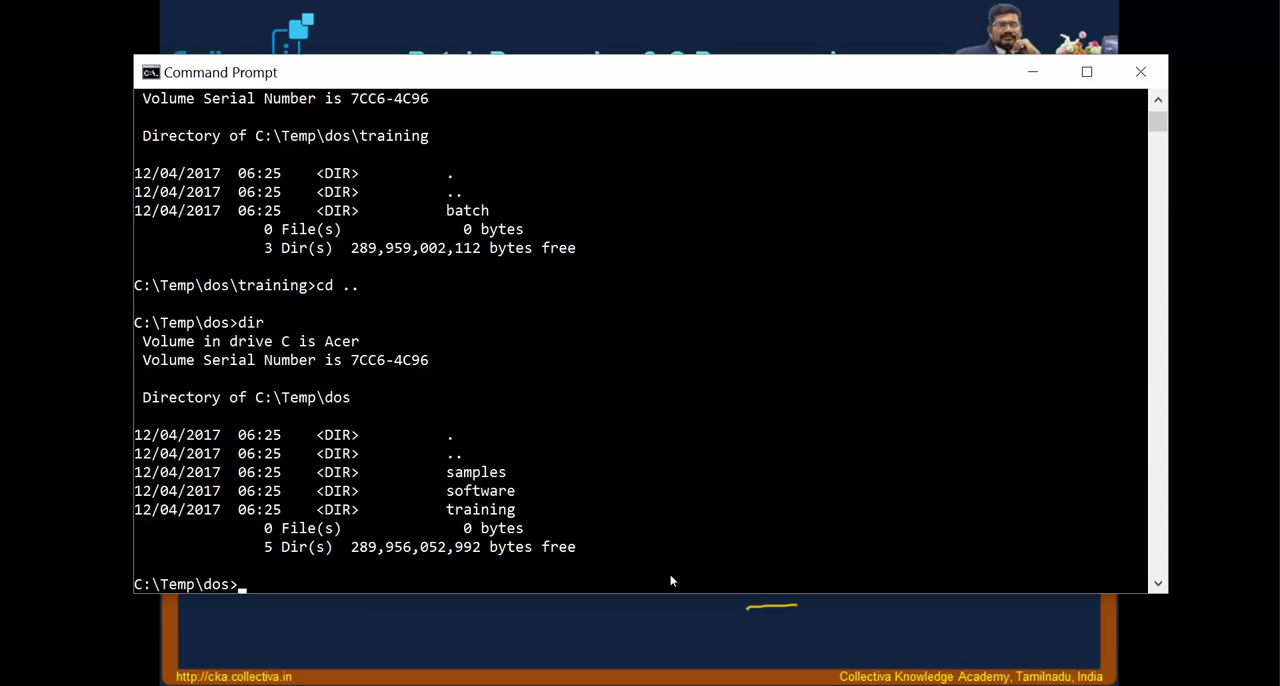 Command Prompt
Volume Serial Number is 7CC6-4C96
Directory of C:\Temp\dos\training
12/04/2017  06:25    <DIR>          .
12/04/2017  06:25    <DIR>          ..
12/04/2017  06:25    <DIR>          batch
0 File(s)              0 bytes
3 Dir(s)  289,959,002,112 bytes free
C:\Temp\dos\training>cd ..
C:\Temp\dos>dir
Volume in drive C is Acer
Volume Serial Number is 7CC6-4C96
Directory of C:\Temp\dos
12/04/2017  06:25    <DIR>          .
12/04/2017  06:25    <DIR>          ..
12/04/2017  06:25    <DIR>          samples
12/04/2017  06:25    <DIR>          software
12/04/2017  06:25    <DIR>          training
0 File(s)              0 bytes
5 Dir(s)  289,956,052,992 bytes free
C:\Temp\dos>
http://cka.collectiva.in
Collectiva Knowledge Academy, Tamilnadu, India